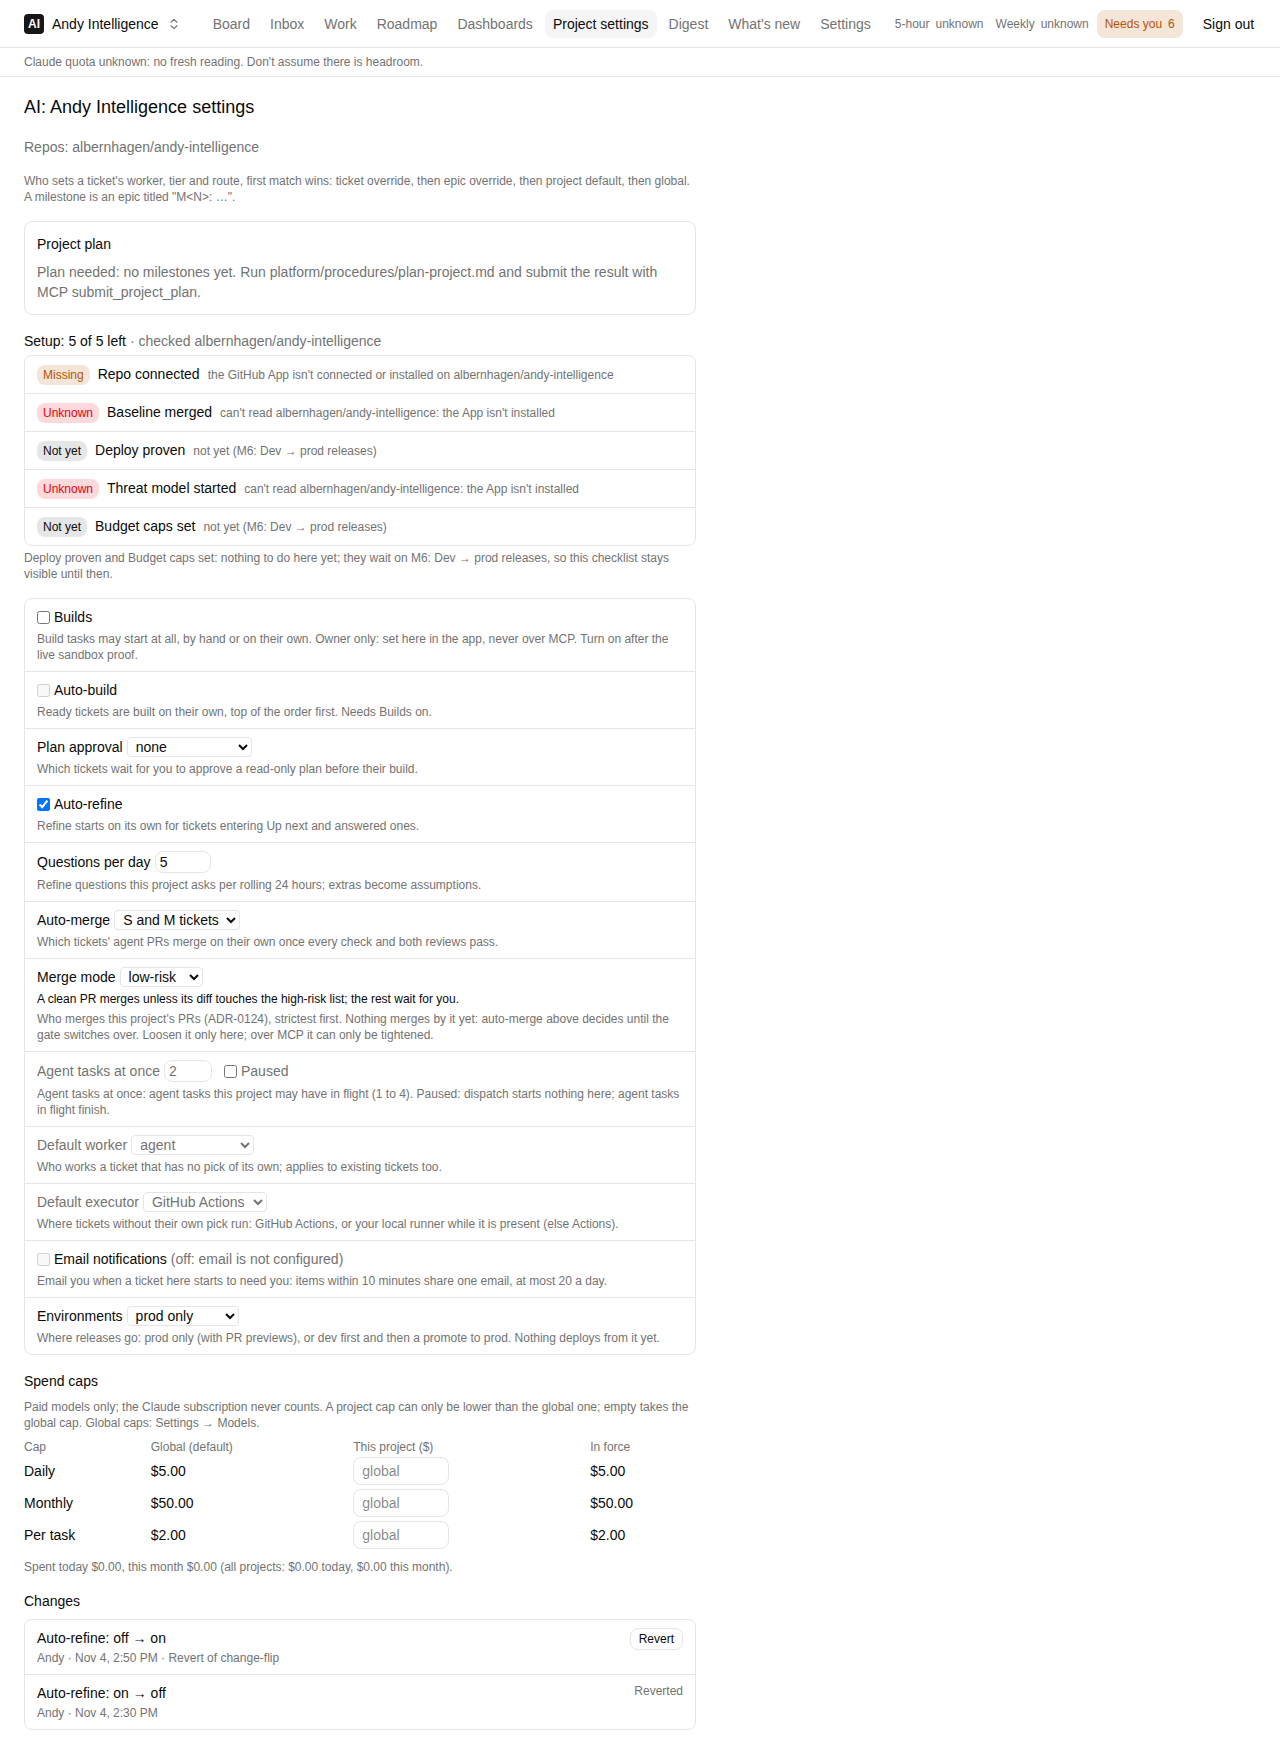 AI Andy Intelligence Board Inbox Work Roadmap Dashboards Project settings Digest What's new Settings 5-hour unknown Weekly unknown Needs you 6 Sign out
Claude quota unknown: no fresh reading. Don't assume there is headroom.
AI: Andy Intelligence settings
Repos: albernhagen/andy-intelligence
Who sets a ticket's worker, tier and route, first match wins: ticket override, then epic override, then project default, then global.
A milestone is an epic titled "M<N>: …".
Project plan
Plan needed: no milestones yet. Run platform/procedures/plan-project.md and submit the result with
MCP submit_project_plan.
Setup: 5 of 5 left · checked albernhagen/andy-intelligence
Missing Repo connected the GitHub App isn't connected or installed on albernhagen/andy-intelligence
Unknown Baseline merged can't read albernhagen/andy-intelligence: the App isn't installed
Not yet Deploy proven not yet (M6: Dev → prod releases)
Unknown Threat model started can't read albernhagen/andy-intelligence: the App isn't installed
Not yet Budget caps set not yet (M6: Dev → prod releases)
Deploy proven and Budget caps set: nothing to do here yet; they wait on M6: Dev → prod releases, so this checklist stays
visible until then.
Builds
Build tasks may start at all, by hand or on their own. Owner only: set here in the app, never over MCP. Turn on after the
live sandbox proof.
Auto-build
Ready tickets are built on their own, top of the order first. Needs Builds on.
Plan approval none
Which tickets wait for you to approve a read-only plan before their build.
Auto-refine
Refine starts on its own for tickets entering Up next and answered ones.
Questions per day 5
Refine questions this project asks per rolling 24 hours; extras become assumptions.
Auto-merge S and M tickets
Which tickets' agent PRs merge on their own once every check and both reviews pass.
Merge mode low-risk
A clean PR merges unless its diff touches the high-risk list; the rest wait for you.
Who merges this project's PRs (ADR-0124), strictest first. Nothing merges by it yet: auto-merge above decides until the
gate switches over. Loosen it only here; over MCP it can only be tightened.
Agent tasks at once 2 Paused
Agent tasks at once: agent tasks this project may have in flight (1 to 4). Paused: dispatch starts nothing here; agent tasks
in flight finish.
Default worker agent
Who works a ticket that has no pick of its own; applies to existing tickets too.
Default executor GitHub Actions
Where tickets without their own pick run: GitHub Actions, or your local runner while it is present (else Actions).
Email notifications (off: email is not configured)
Email you when a ticket here starts to need you: items within 10 minutes share one email, at most 20 a day.
Environments prod only
Where releases go: prod only (with PR previews), or dev first and then a promote to prod. Nothing deploys from it yet.
Spend caps
Paid models only; the Claude subscription never counts. A project cap can only be lower than the global one; empty takes the
global cap. Global caps: Settings → Models.
Cap Global (default) This project ($) In force
Daily $5.00 global $5.00
Monthly $50.00 global $50.00
Per task $2.00 global $2.00
Spent today $0.00, this month $0.00 (all projects: $0.00 today, $0.00 this month).
Changes
Auto-refine: off → on Revert
Andy · Nov 4, 2:50 PM · Revert of change-flip
Auto-refine: on → off Reverted
Andy · Nov 4, 2:30 PM